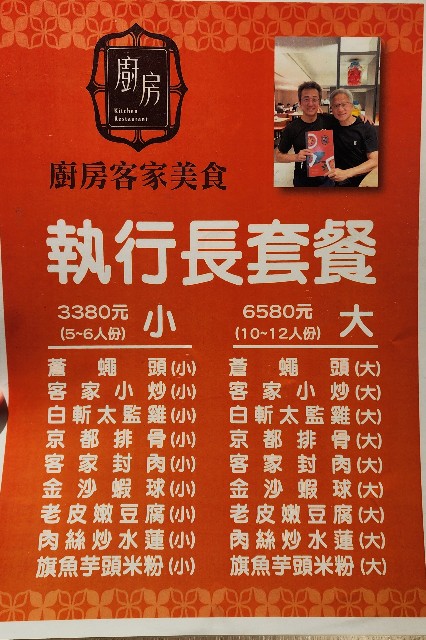 廚房
Kitchen
Restaurant
廚房客家美食
執行長套餐
3380元
(5~6人份)
小
蒼蠅頭(小)
客家小炒(小)
白斬太監雞(小)
京都排骨(小)
客家封肉(小)
金沙蝦球(小)
老皮嫩豆腐(小)
肉絲炒水蓮(小)
旗魚芋頭米粉(小)
6580元
(10~12人份)
大
蒼蠅頭(大)
客家小炒(大)
白斬太監雞(大)
京都排骨(大)
客家封肉(大)
金沙蝦球(大)
老皮嫩豆腐(大)
肉絲炒水蓮(大)
旗魚芋頭米粉(大)